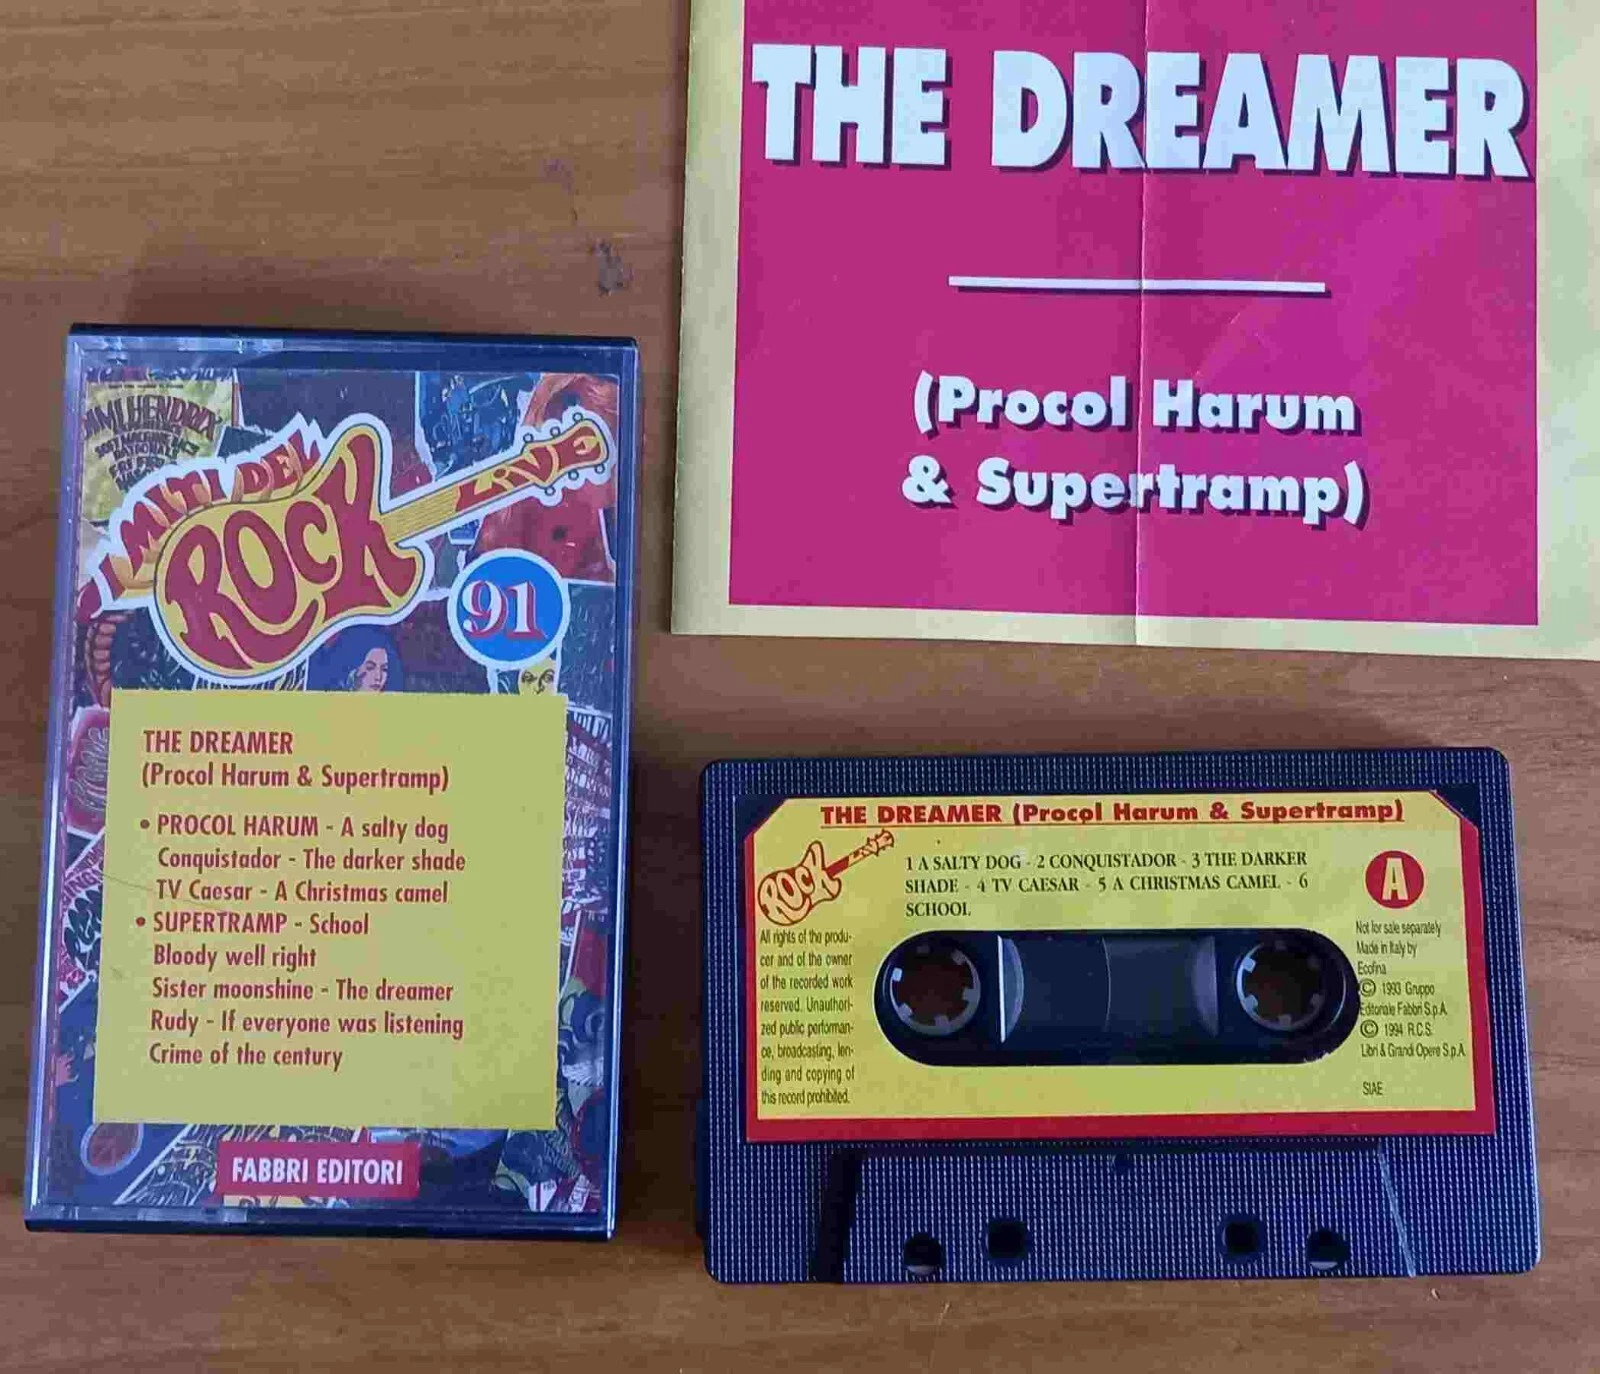 THE DREAMER
(Procol Harum
& Supertramp)
JIMI HENDRIX
I MITI DEL
ROCK
LIVE
91
THE DREAMER
(Procol Harum & Supertramp)
• PROCOL HARUM - A salty dog
Conquistador - The darker shade
TV Caesar - A Christmas camel
• SUPERTRAMP - School
Bloody well right
Sister moonshine - The dreamer
Rudy - If everyone was listening
Crime of the century
FABBRI EDITORI
THE DREAMER (Procol Harum & Supertramp)
ROCK LIVE
1 A SALTY DOG - 2 CONQUISTADOR - 3 THE DARKER
SHADE - 4 TV CAESAR - 5 A CHRISTMAS CAMEL - 6
SCHOOL
A
All rights of the produ-
cer and of the owner
of the recorded work
reserved. Unauthori-
zed public performan-
ce, broadcasting, len-
ding and copying of
this record prohibited.
Not for sale separately
Made in Italy by
Ecofina
© 1993 Gruppo
Editoriale Fabbri S.p.A.
© 1994 R.C.S.
Libri & Grandi Opere S.p.A.
SIAE